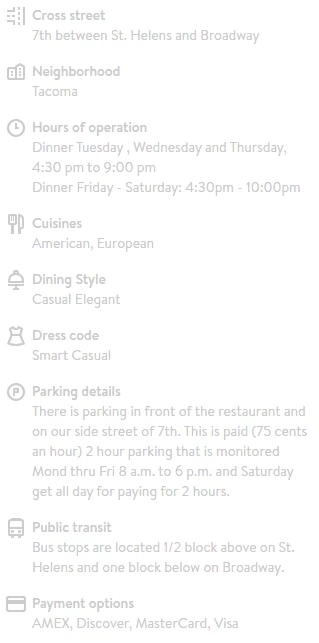 Cross street
7th between St. Helens and Broadway
Neighborhood
Tacoma
Hours of operation
Dinner Tuesday , Wednesday and Thursday,
4:30 pm to 9:00 pm
Dinner Friday - Saturday: 4:30pm - 10:00pm
Cuisines
American, European
Dining Style
Casual Elegant
Dress code
Smart Casual
Parking details
There is parking in front of the restaurant and
on our side street of 7th. This is paid (75 cents
an hour) 2 hour parking that is monitored
Mond thru Fri 8 a.m. to 6 p.m. and Saturday
get all day for paying for 2 hours.
Public transit
Bus stops are located 1/2 block above on St.
Helens and one block below on Broadway.
Payment options
AMEX, Discover, MasterCard, Visa